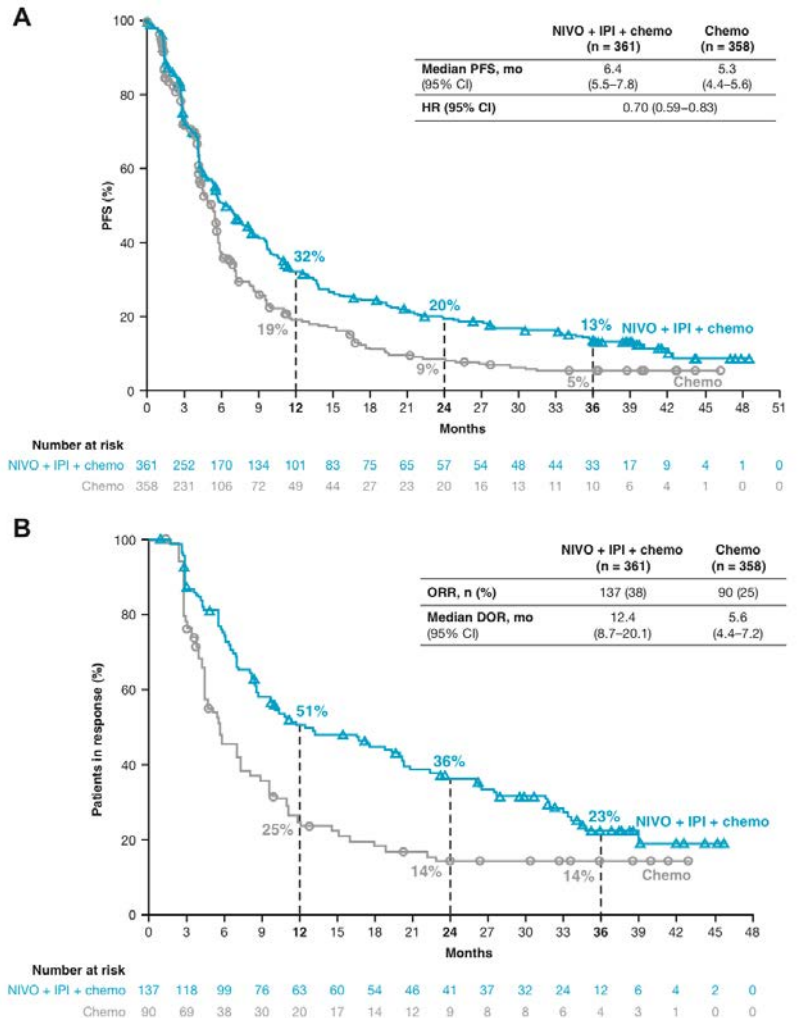 A
NIVO + IPI + chemo Chemo
(n = 361) (n = 358)
Median PFS, mo 6.4 5.3
(95% CI) (5.5–7.8) (4.4–5.6)
HR (95% CI) 0.70 (0.59–0.83)
PFS (%)
100
80
60
40
20
0
32%
19%
20%
9%
13%
5%
NIVO + IPI + chemo
Chemo
0 3 6 9 12 15 18 21 24 27 30 33 36 39 42 45 48 51
Months
Number at risk
NIVO + IPI + chemo 361 252 170 134 101 83 75 65 57 54 48 44 33 17 9 4 1 0
Chemo 358 231 106 72 49 44 27 23 20 16 13 11 10 6 4 1 0 0
B
NIVO + IPI + chemo Chemo
(n = 361) (n = 358)
ORR, n (%) 137 (38) 90 (25)
Median DOR, mo 12.4 5.6
(95% CI) (8.7–20.1) (4.4–7.2)
Patients in response (%)
100
80
60
40
20
0
51%
25%
36%
14%
23%
14%
NIVO + IPI + chemo
Chemo
0 3 6 9 12 15 18 21 24 27 30 33 36 39 42 45 48
Months
Number at risk
NIVO + IPI + chemo 137 118 99 76 63 60 54 46 41 37 32 24 12 6 4 2 0
Chemo 90 69 38 30 20 17 14 12 9 8 8 6 4 3 1 0 0